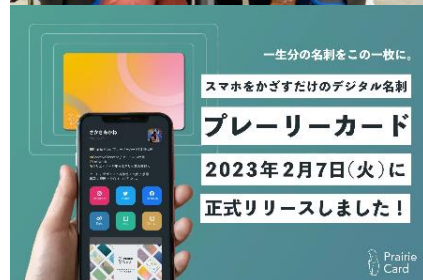 一生分の名刺をこの一枚に。
スマホをかざすだけのデジタル名刺
プレーリーカード
2023年2月7日(火)に
正式リリースしました！
Prairie
Card